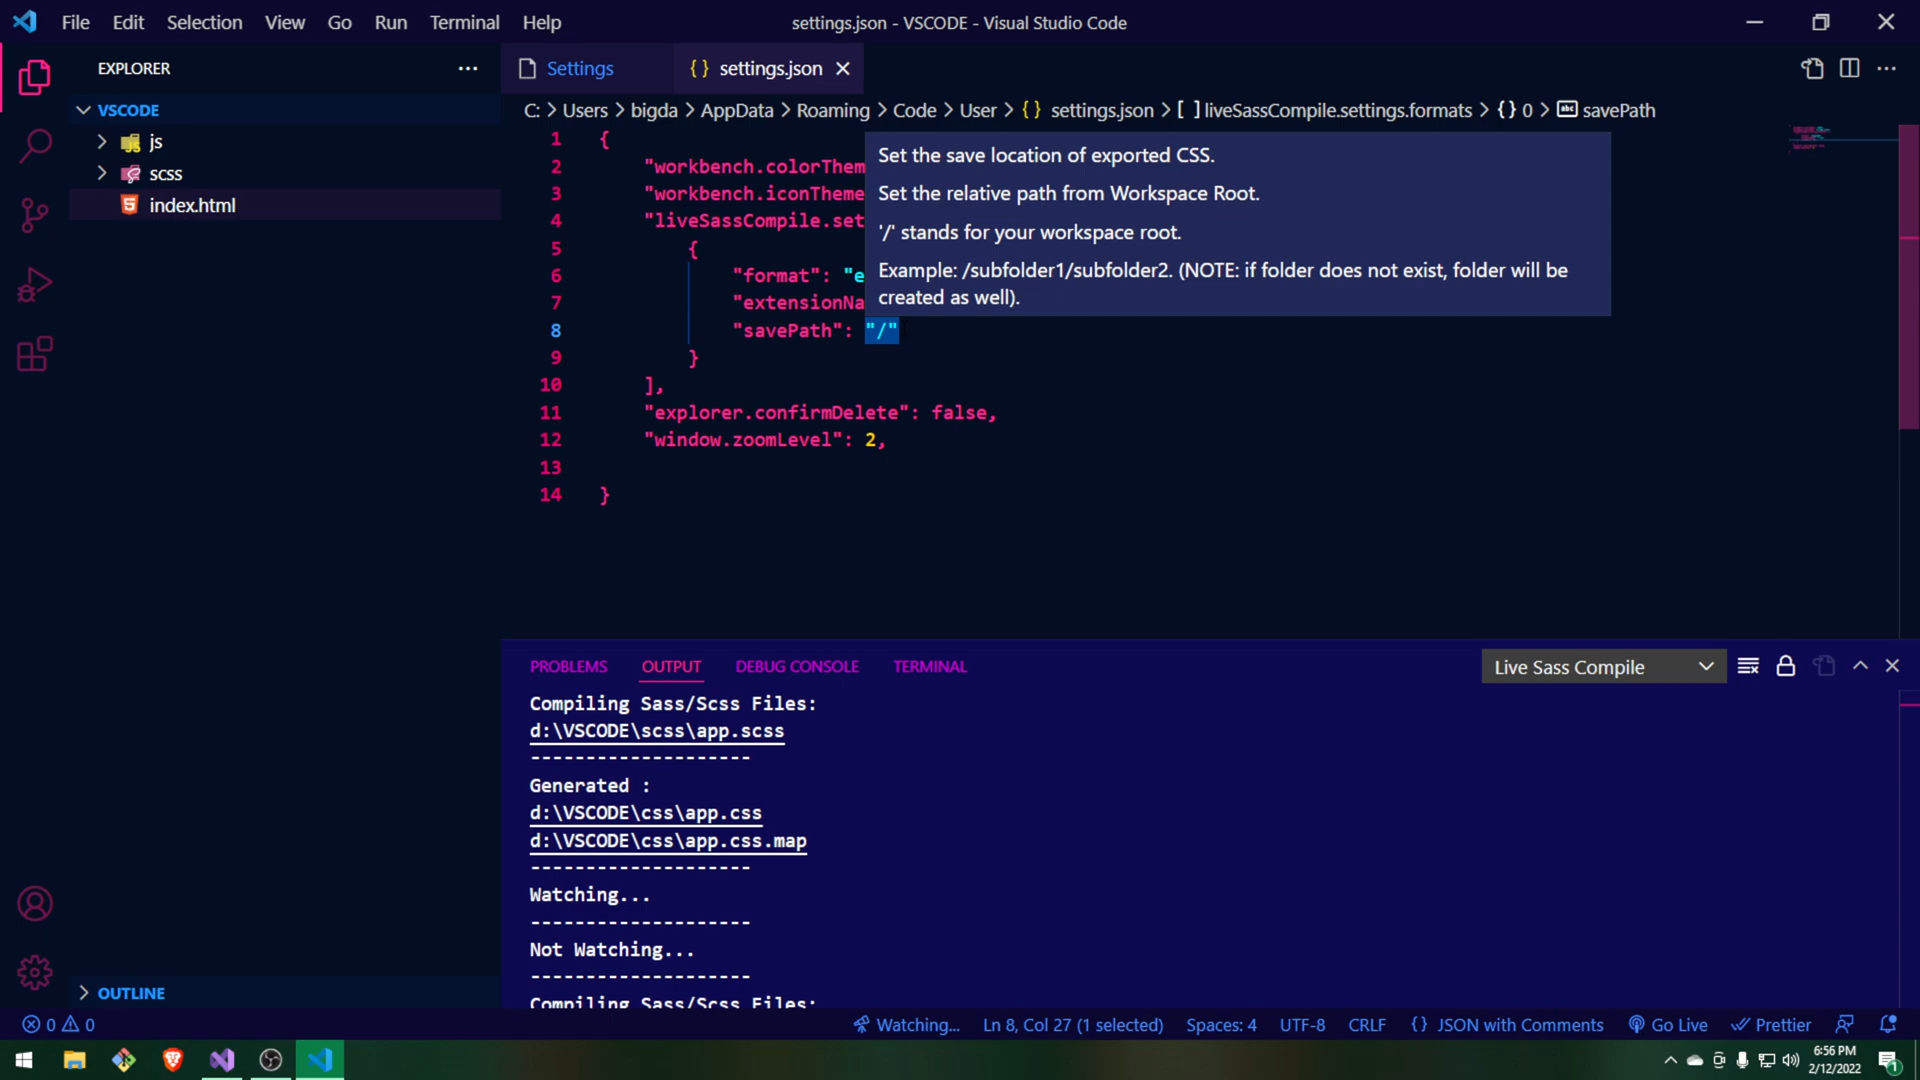 File Edit Selection View Go Run Terminal Help
settings.json - VSCODE - Visual Studio Code
EXPLORER
VSCODE
js
scss
index.html
OUTLINE
Settings
{ } settings.json
C: > Users > bigda > AppData > Roaming > Code > User > { } settings.json > [ ] liveSassCompile.settings.formats > { } 0 > savePath
1 {
2 "workbench.colorThem
3 "workbench.iconTheme
4 "liveSassCompile.set
5 {
6 "format": "e
7 "extensionNa
8 "savePath": "/"
9 }
10 ],
11 "explorer.confirmDelete": false,
12 "window.zoomLevel": 2,
13
14 }
Set the save location of exported CSS.
Set the relative path from Workspace Root.
'/' stands for your workspace root.
Example: /subfolder1/subfolder2. (NOTE: if folder does not exist, folder will be
created as well).
PROBLEMS OUTPUT DEBUG CONSOLE TERMINAL
Live Sass Compile
Compiling Sass/Scss Files:
d:\VSCODE\scss\app.scss
--------------------
Generated :
d:\VSCODE\css\app.css
d:\VSCODE\css\app.css.map
--------------------
Watching...
--------------------
Not Watching...
--------------------
Compiling Sass/Scss Files:
0 0
Watching... Ln 8, Col 27 (1 selected) Spaces: 4 UTF-8 CRLF { } JSON with Comments Go Live Prettier
6:56 PM
2/12/2022
1